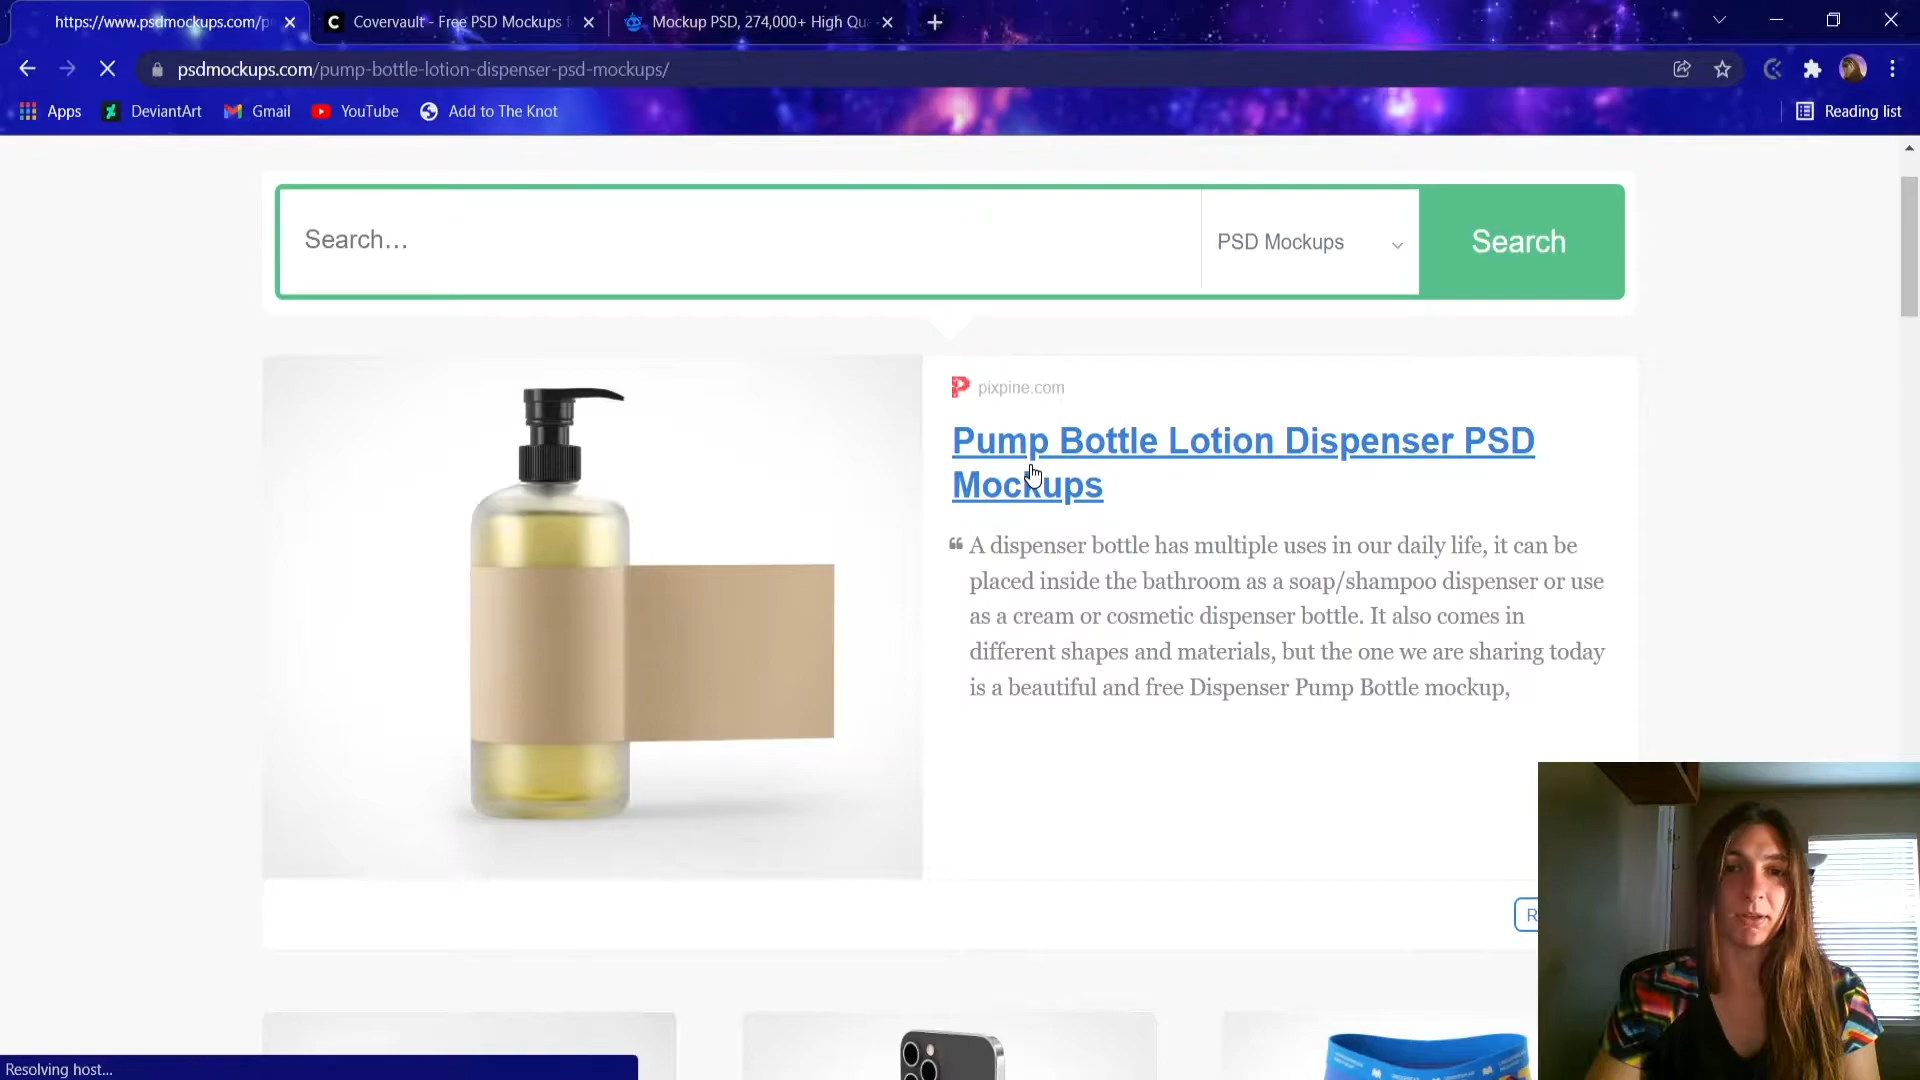 https://www.psdmockups.com/p
Covervault - Free PSD Mockups f
Mockup PSD, 274,000+ High Qua
psdmockups.com/pump-bottle-lotion-dispenser-psd-mockups/
Apps
DeviantArt
Gmail
YouTube
Add to The Knot
Reading list
Search...
PSD Mockups
Search
pixpine.com
Pump Bottle Lotion Dispenser PSD
Mockups
❝ A dispenser bottle has multiple uses in our daily life, it can be
placed inside the bathroom as a soap/shampoo dispenser or use
as a cream or cosmetic dispenser bottle. It also comes in
different shapes and materials, but the one we are sharing today
is a beautiful and free Dispenser Pump Bottle mockup,
R
Resolving host...